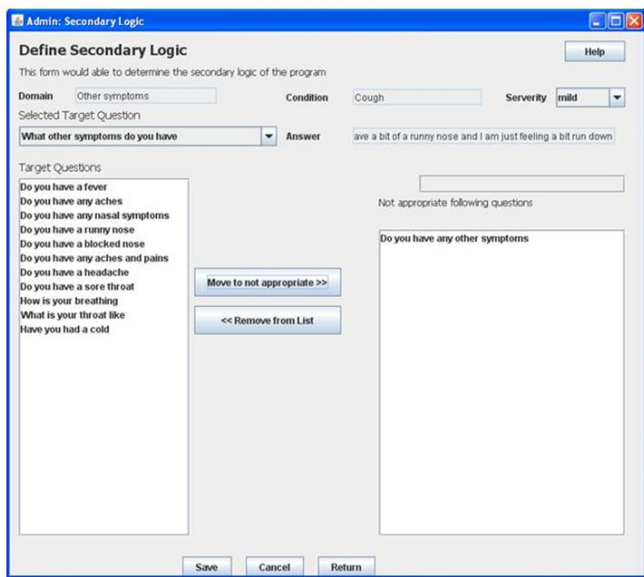 Admin: Secondary Logic
Define Secondary Logic
Help
This form would able to determine the secondary logic of the program
Domain Other symptoms Condition Cough Serverity mild
Selected Target Question
What other symptoms do you have Answer ave a bit of a runny nose and I am just feeling a bit run down
Target Questions
Do you have a fever
Do you have any aches
Do you have any nasal symptoms
Do you have a runny nose
Do you have a blocked nose
Do you have any aches and pains
Do you have a headache
Do you have a sore throat
How is your breathing
What is your throat like
Have you had a cold
Move to not appropriate >>
<< Remove from List
Not appropriate following questions
Do you have any other symptoms
Save Cancel Return